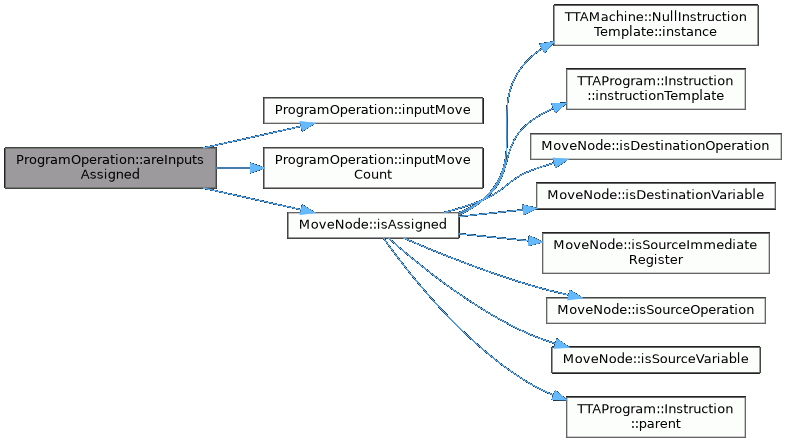 TTAMachine::NullInstruction
Template::instance
TTAProgram::Instruction
::instructionTemplate
ProgramOperation::inputMove
MoveNode::isDestinationOperation
ProgramOperation::areInputs
Assigned
ProgramOperation::inputMove
Count
MoveNode::isDestinationVariable
MoveNode::isAssigned
MoveNode::isSourceImmediate
Register
MoveNode::isSourceOperation
MoveNode::isSourceVariable
TTAProgram::Instruction
::parent